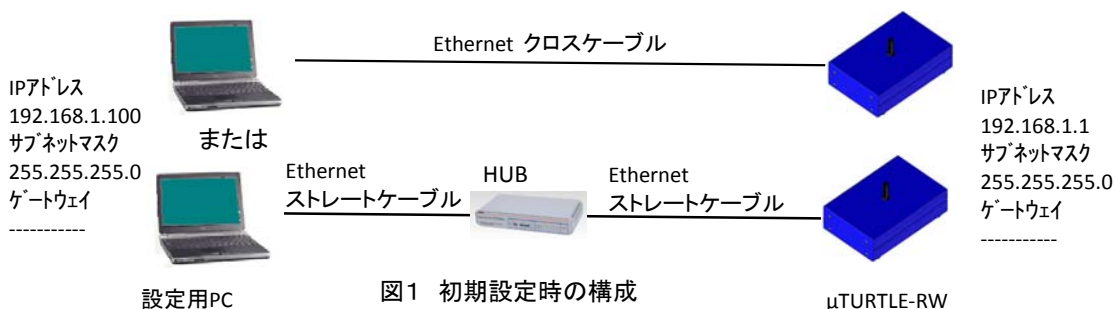 Ethernet クロスケーブル
IPアドレス
192.168.1.100
サブネットマスク
255.255.255.0
ゲートウェイ
-----------
または
Ethernet
ストレートケーブル
HUB
Ethernet
ストレートケーブル
IPアドレス
192.168.1.1
サブネットマスク
255.255.255.0
ゲートウェイ
-----------
設定用PC
図1 初期設定時の構成
μTURTLE-RW